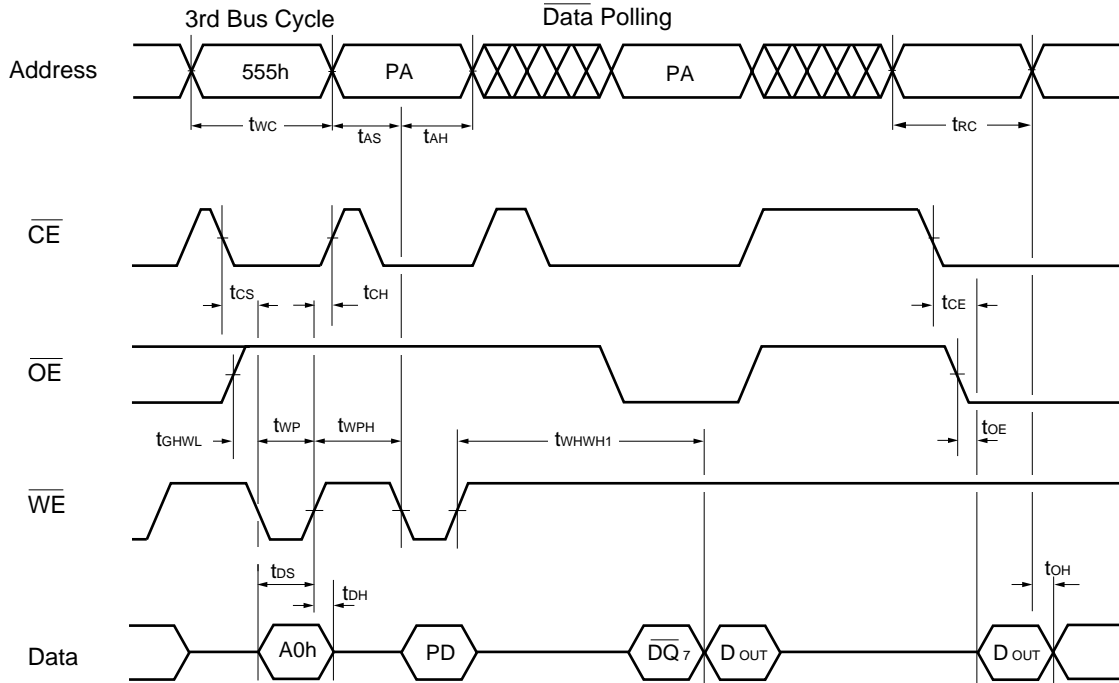 3rd Bus Cycle Data Polling
Address 555h PA PA
tWC tAS tAH tRC
CE
tCS tCH tCE
OE
tGHWL tWP tWPH tWHWH1 tOE
WE
tDS tDH tOH
Data A0h PD DQ7 DOUT DOUT